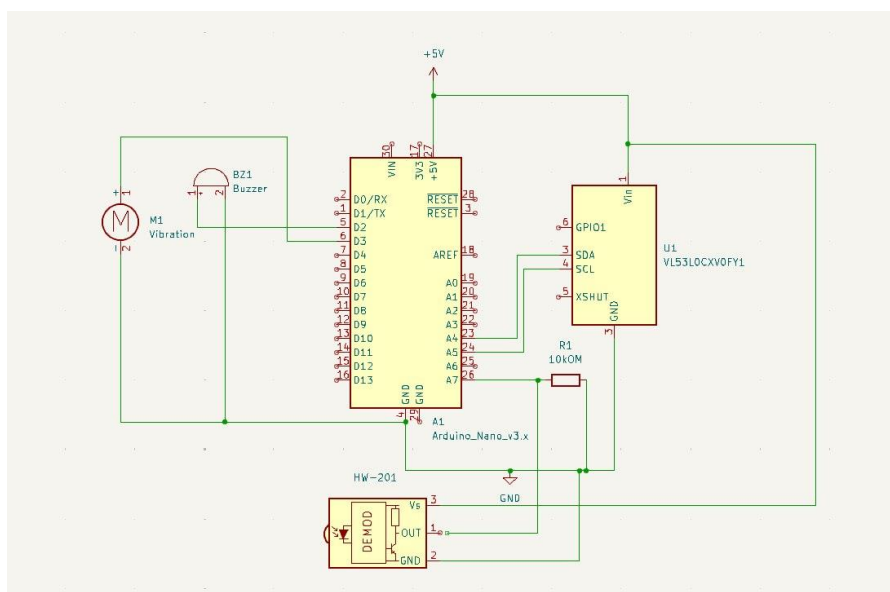 +5V
30
17
27
VIN
3V3
+5V
BZ1
Buzzer
1
+
2
+
1
M
M1
Vibration
-
2
2
D0/RX
1
D1/TX
5
D2
6
D3
7
D4
8
D5
9
D6
10
D7
11
D8
12
D9
13
D10
14
D11
15
D12
16
D13
RESET
28
RESET
3
AREF
18
A0
19
A1
20
A2
21
A3
22
A4
23
A5
24
A6
25
A7
26
GND
GND
4
29
A1
Arduino_Nano_v3.x
1
Vin
6
GPIO1
3
SDA
4
SCL
5
XSHUT
GND
3
U1
VL53L0CXV0FY1
R1
10kOM
GND
HW-201
DEMOD
Vs
3
OUT
1
GND
2